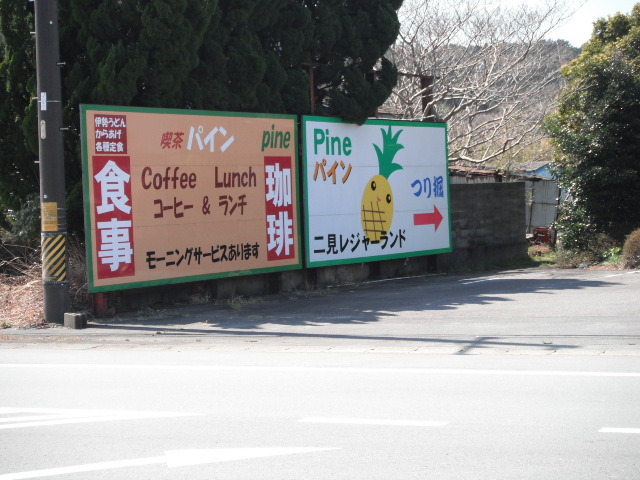 伊勢うどん
からあげ
各種定食
食事
喫茶 パイン pine
Coffee Lunch
コーヒー & ランチ
モーニングサービスあります
珈琲
Pine
パイン
つり掘
二見レジャーランド